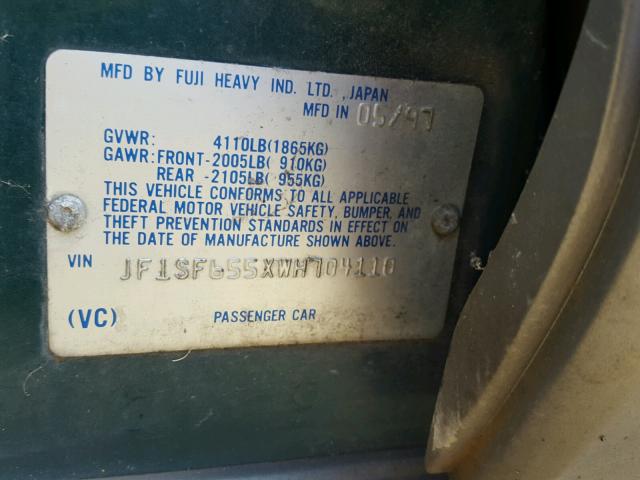 MFD BY FUJI HEAVY IND. LTD., JAPAN
MFD IN 05/97
GVWR: 4110LB(1865KG)
GAWR: FRONT-2005LB( 910KG)
REAR -2105LB( 955KG)
THIS VEHICLE CONFORMS TO ALL APPLICABLE
FEDERAL MOTOR VEHICLE SAFETY, BUMPER, AND
THEFT PREVENTION STANDARDS IN EFFECT ON
THE DATE OF MANUFACTURE SHOWN ABOVE.
VIN JF1SF655XWH704110
(VC) PASSENGER CAR